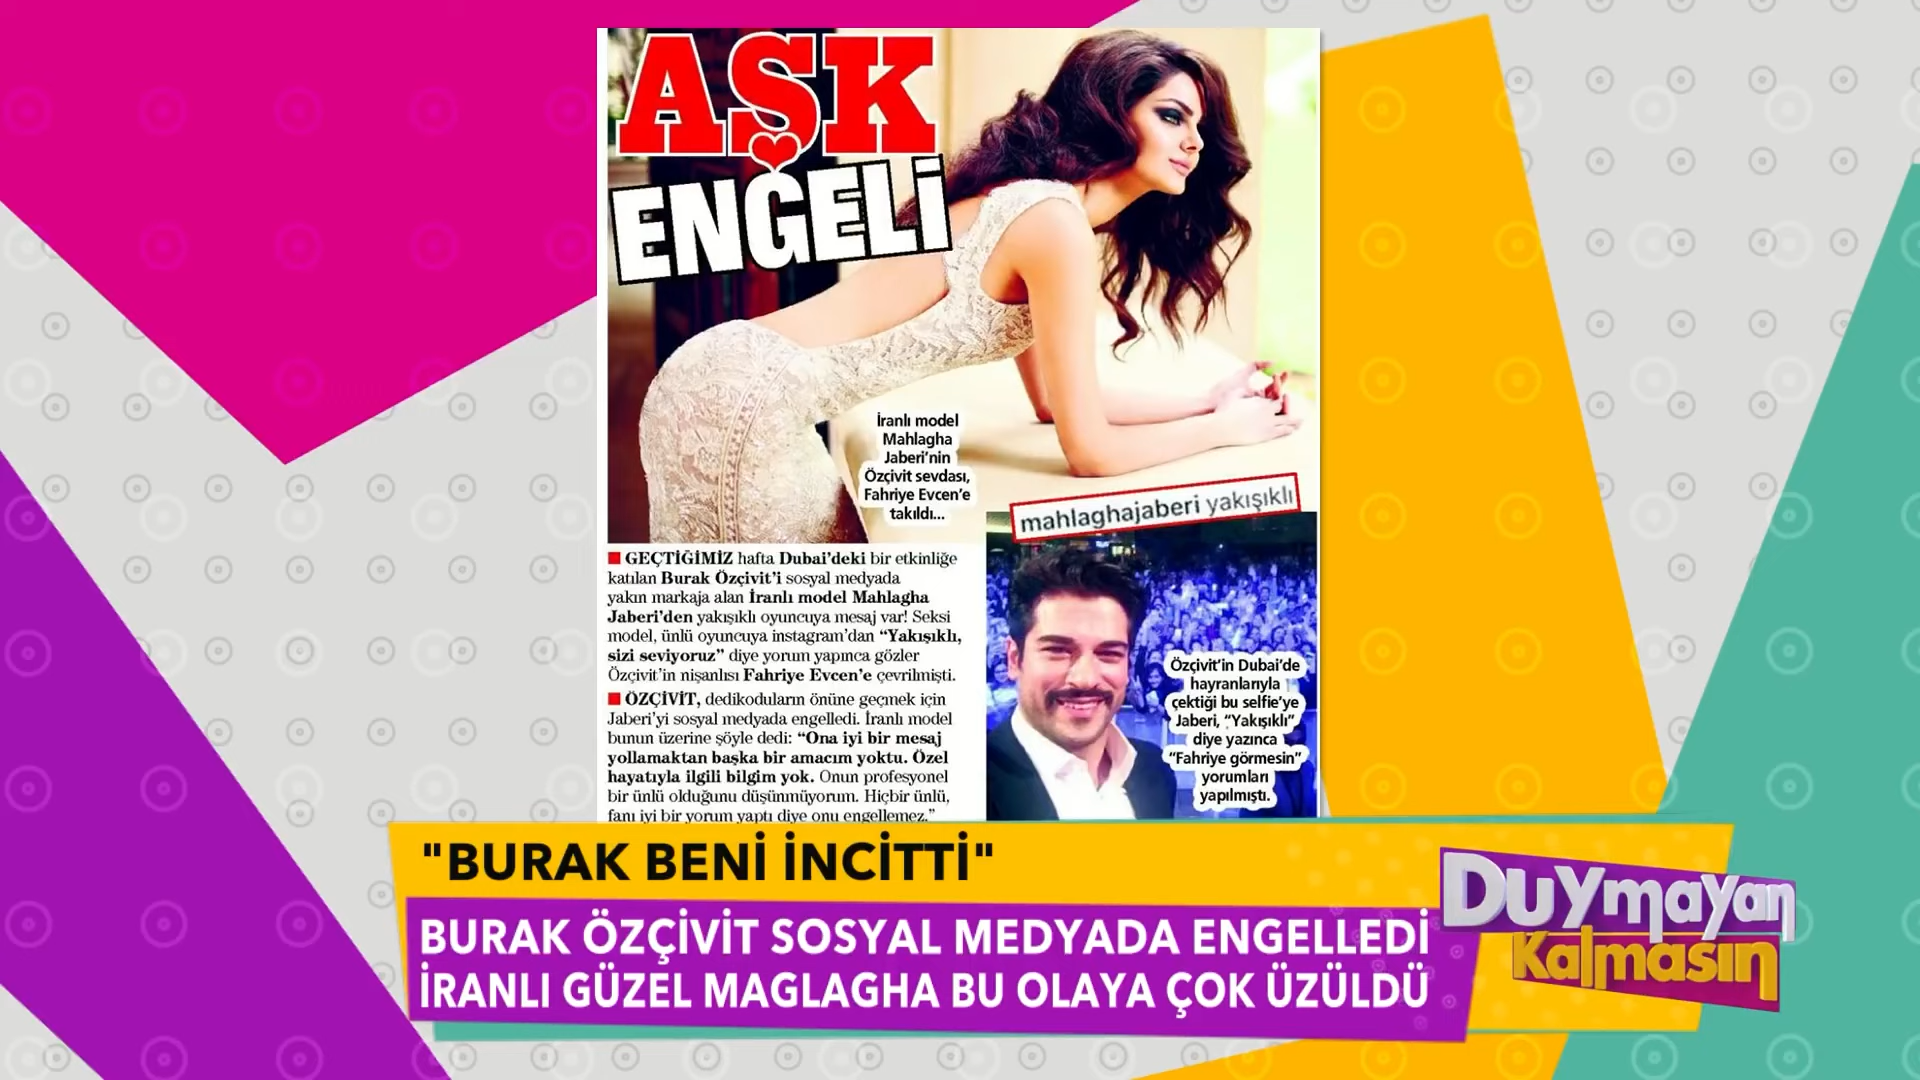 AŞK
ENGELİ
İranlı model
Mahlagha
Jaberi'nin
Özçivit sevdası,
Fahriye Evcen'e
takıldı...
mahlaghajaberi yakışıklı
GEÇTİĞİMİZ hafta Dubai'deki bir etkinliğe
katılan Burak Özçivit'i sosyal medyada
yakın markaja alan İranlı model Mahlagha
Jaberi'den yakışıklı oyuncuya mesaj var! Seksi
model, ünlü oyuncuya instagram'dan “Yakışıklı,
sizi seviyoruz” diye yorum yapınca gözler
Özçivit'in nişanlısı Fahriye Evcen'e çevrilmişti.
ÖZÇİVİT, dedikoduların önüne geçmek için
Jaberi'yi sosyal medyada engelledi. İranlı model
bunun üzerine şöyle dedi: “Ona iyi bir mesaj
yollamaktan başka bir amacım yoktu. Özel
hayatıyla ilgili bilgim yok. Onun profesyonel
bir ünlü olduğunu düşünmüyorum. Hiçbir ünlü,
fanı iyi bir yorum yaptı diye onu engellemez.”
Özçivit'in Dubai'de
hayranlarıyla
çektiği bu selfie'ye
Jaberi, “Yakışıklı”
diye yazınca
“Fahriye görmesin”
yorumları
yapılmıştı.
"BURAK BENİ İNCİTTİ"
BURAK ÖZÇİVİT SOSYAL MEDYADA ENGELLEDİ
İRANLI GÜZEL MAGLAGHA BU OLAYA ÇOK ÜZÜLDÜ
Duymayan
Kalmasın